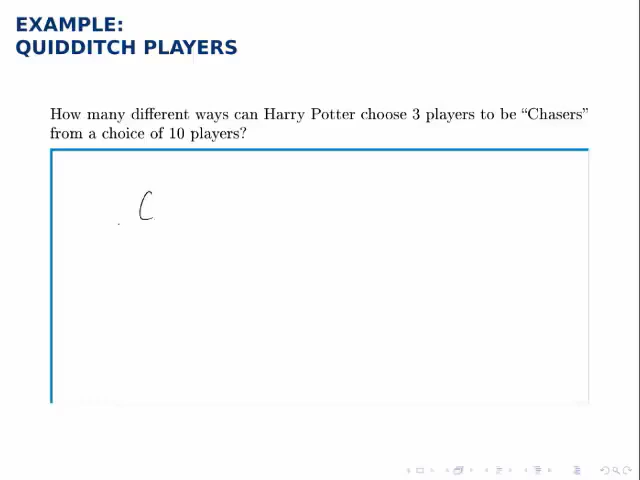 EXAMPLE:
QUIDDITCH PLAYERS
How many different ways can Harry Potter choose 3 players to be “Chasers”
from a choice of 10 players?
C